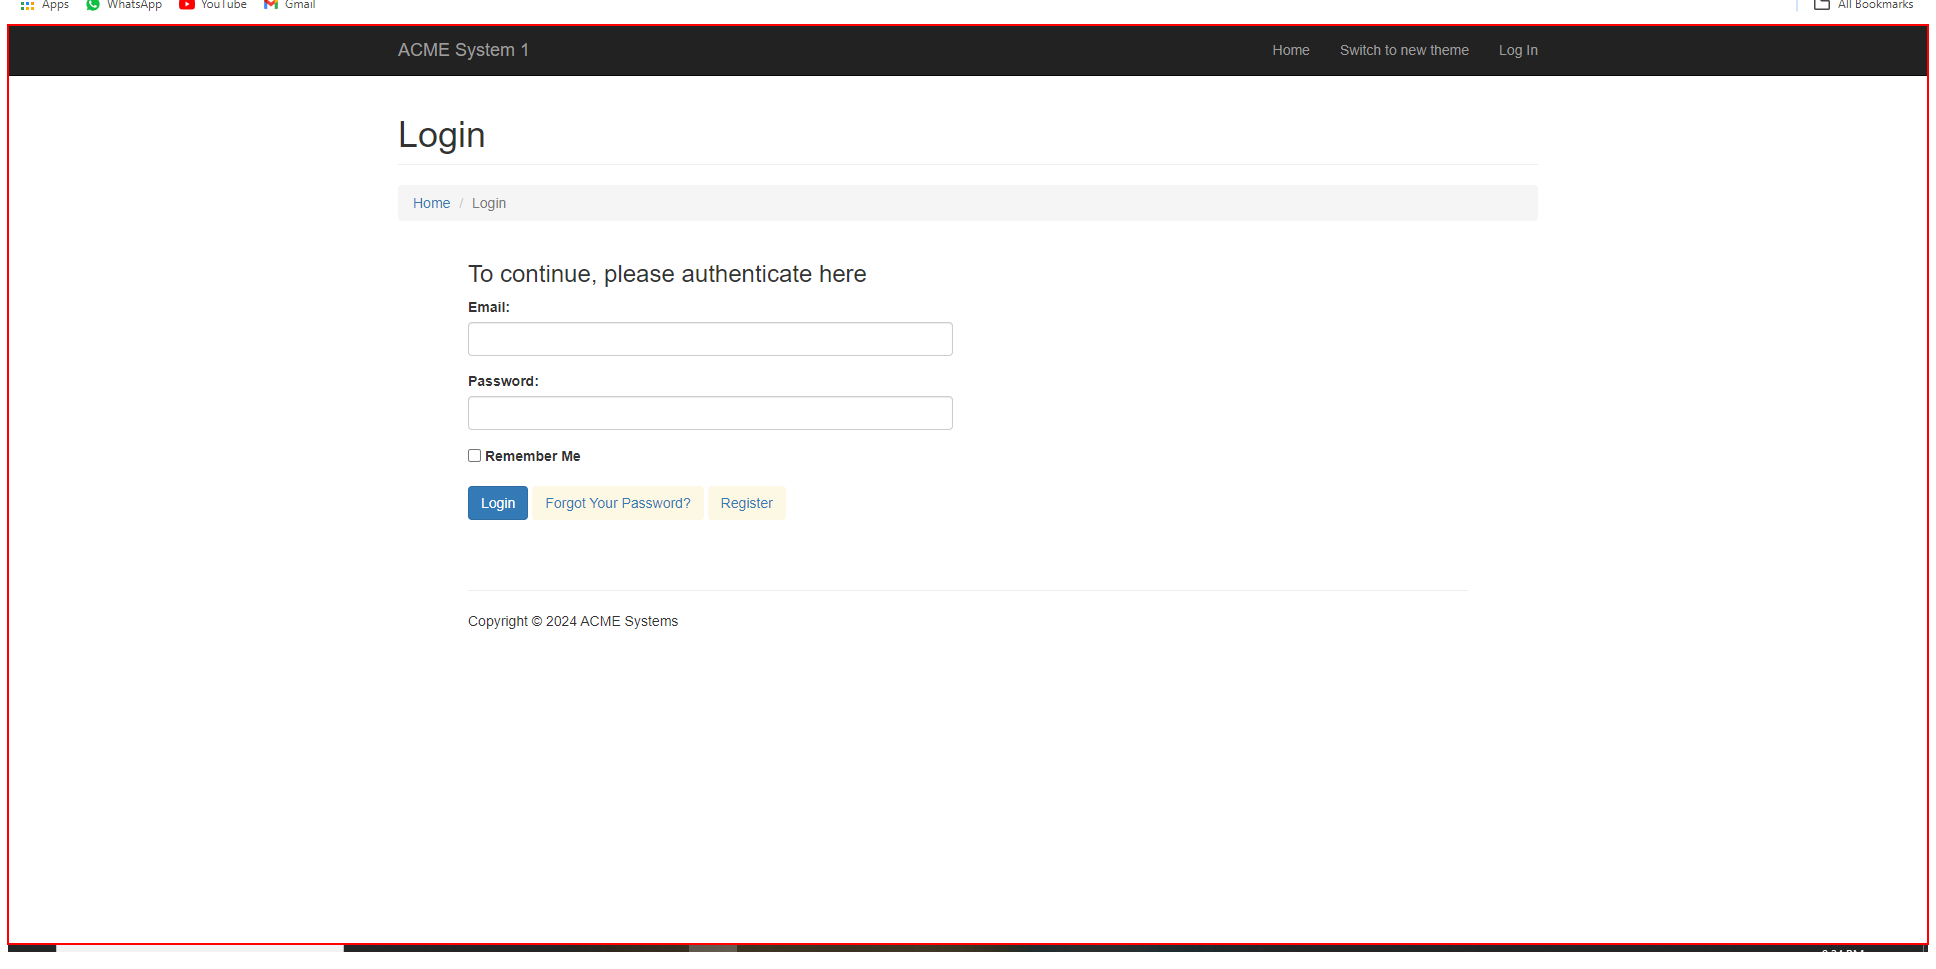 Apps WhatsApp YouTube Gmail All Bookmarks
ACME System 1 Home Switch to new theme Log In
Login
Home / Login
To continue, please authenticate here
Email:
Password:
Remember Me
Login Forgot Your Password? Register
Copyright © 2024 ACME Systems